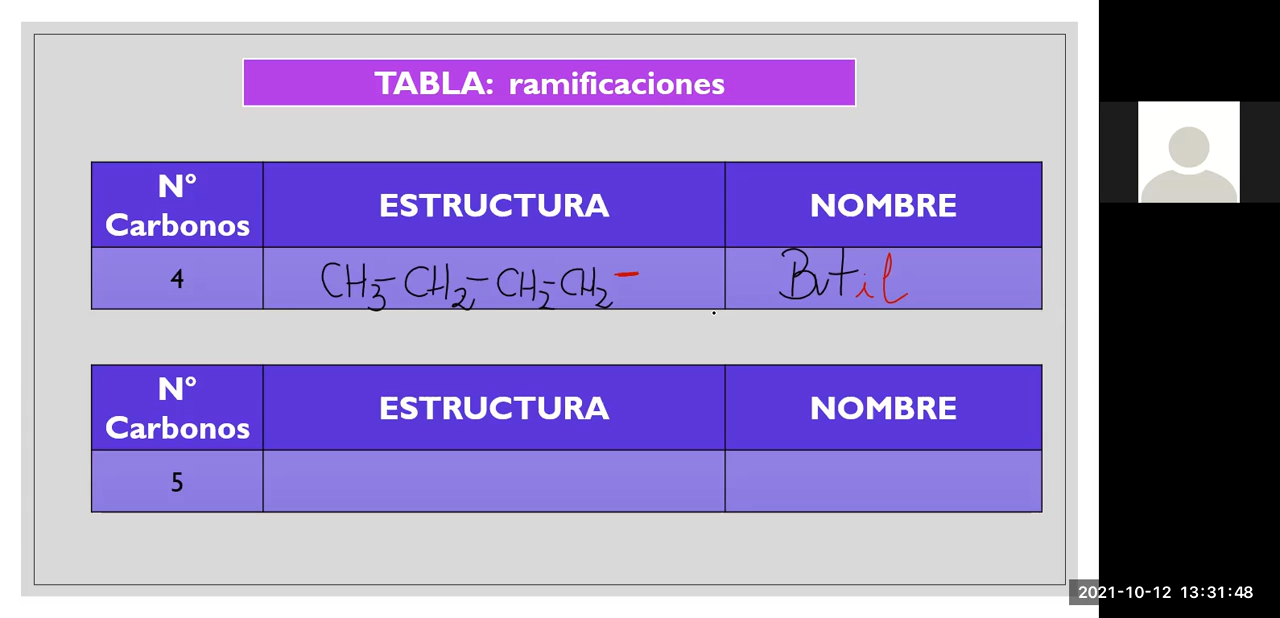 TABLA: ramificaciones
N° Carbonos ESTRUCTURA NOMBRE
4 CH₃-CH₂-CH₂-CH₂- Butil
N° Carbonos ESTRUCTURA NOMBRE
5
2021-10-12 13:31:48